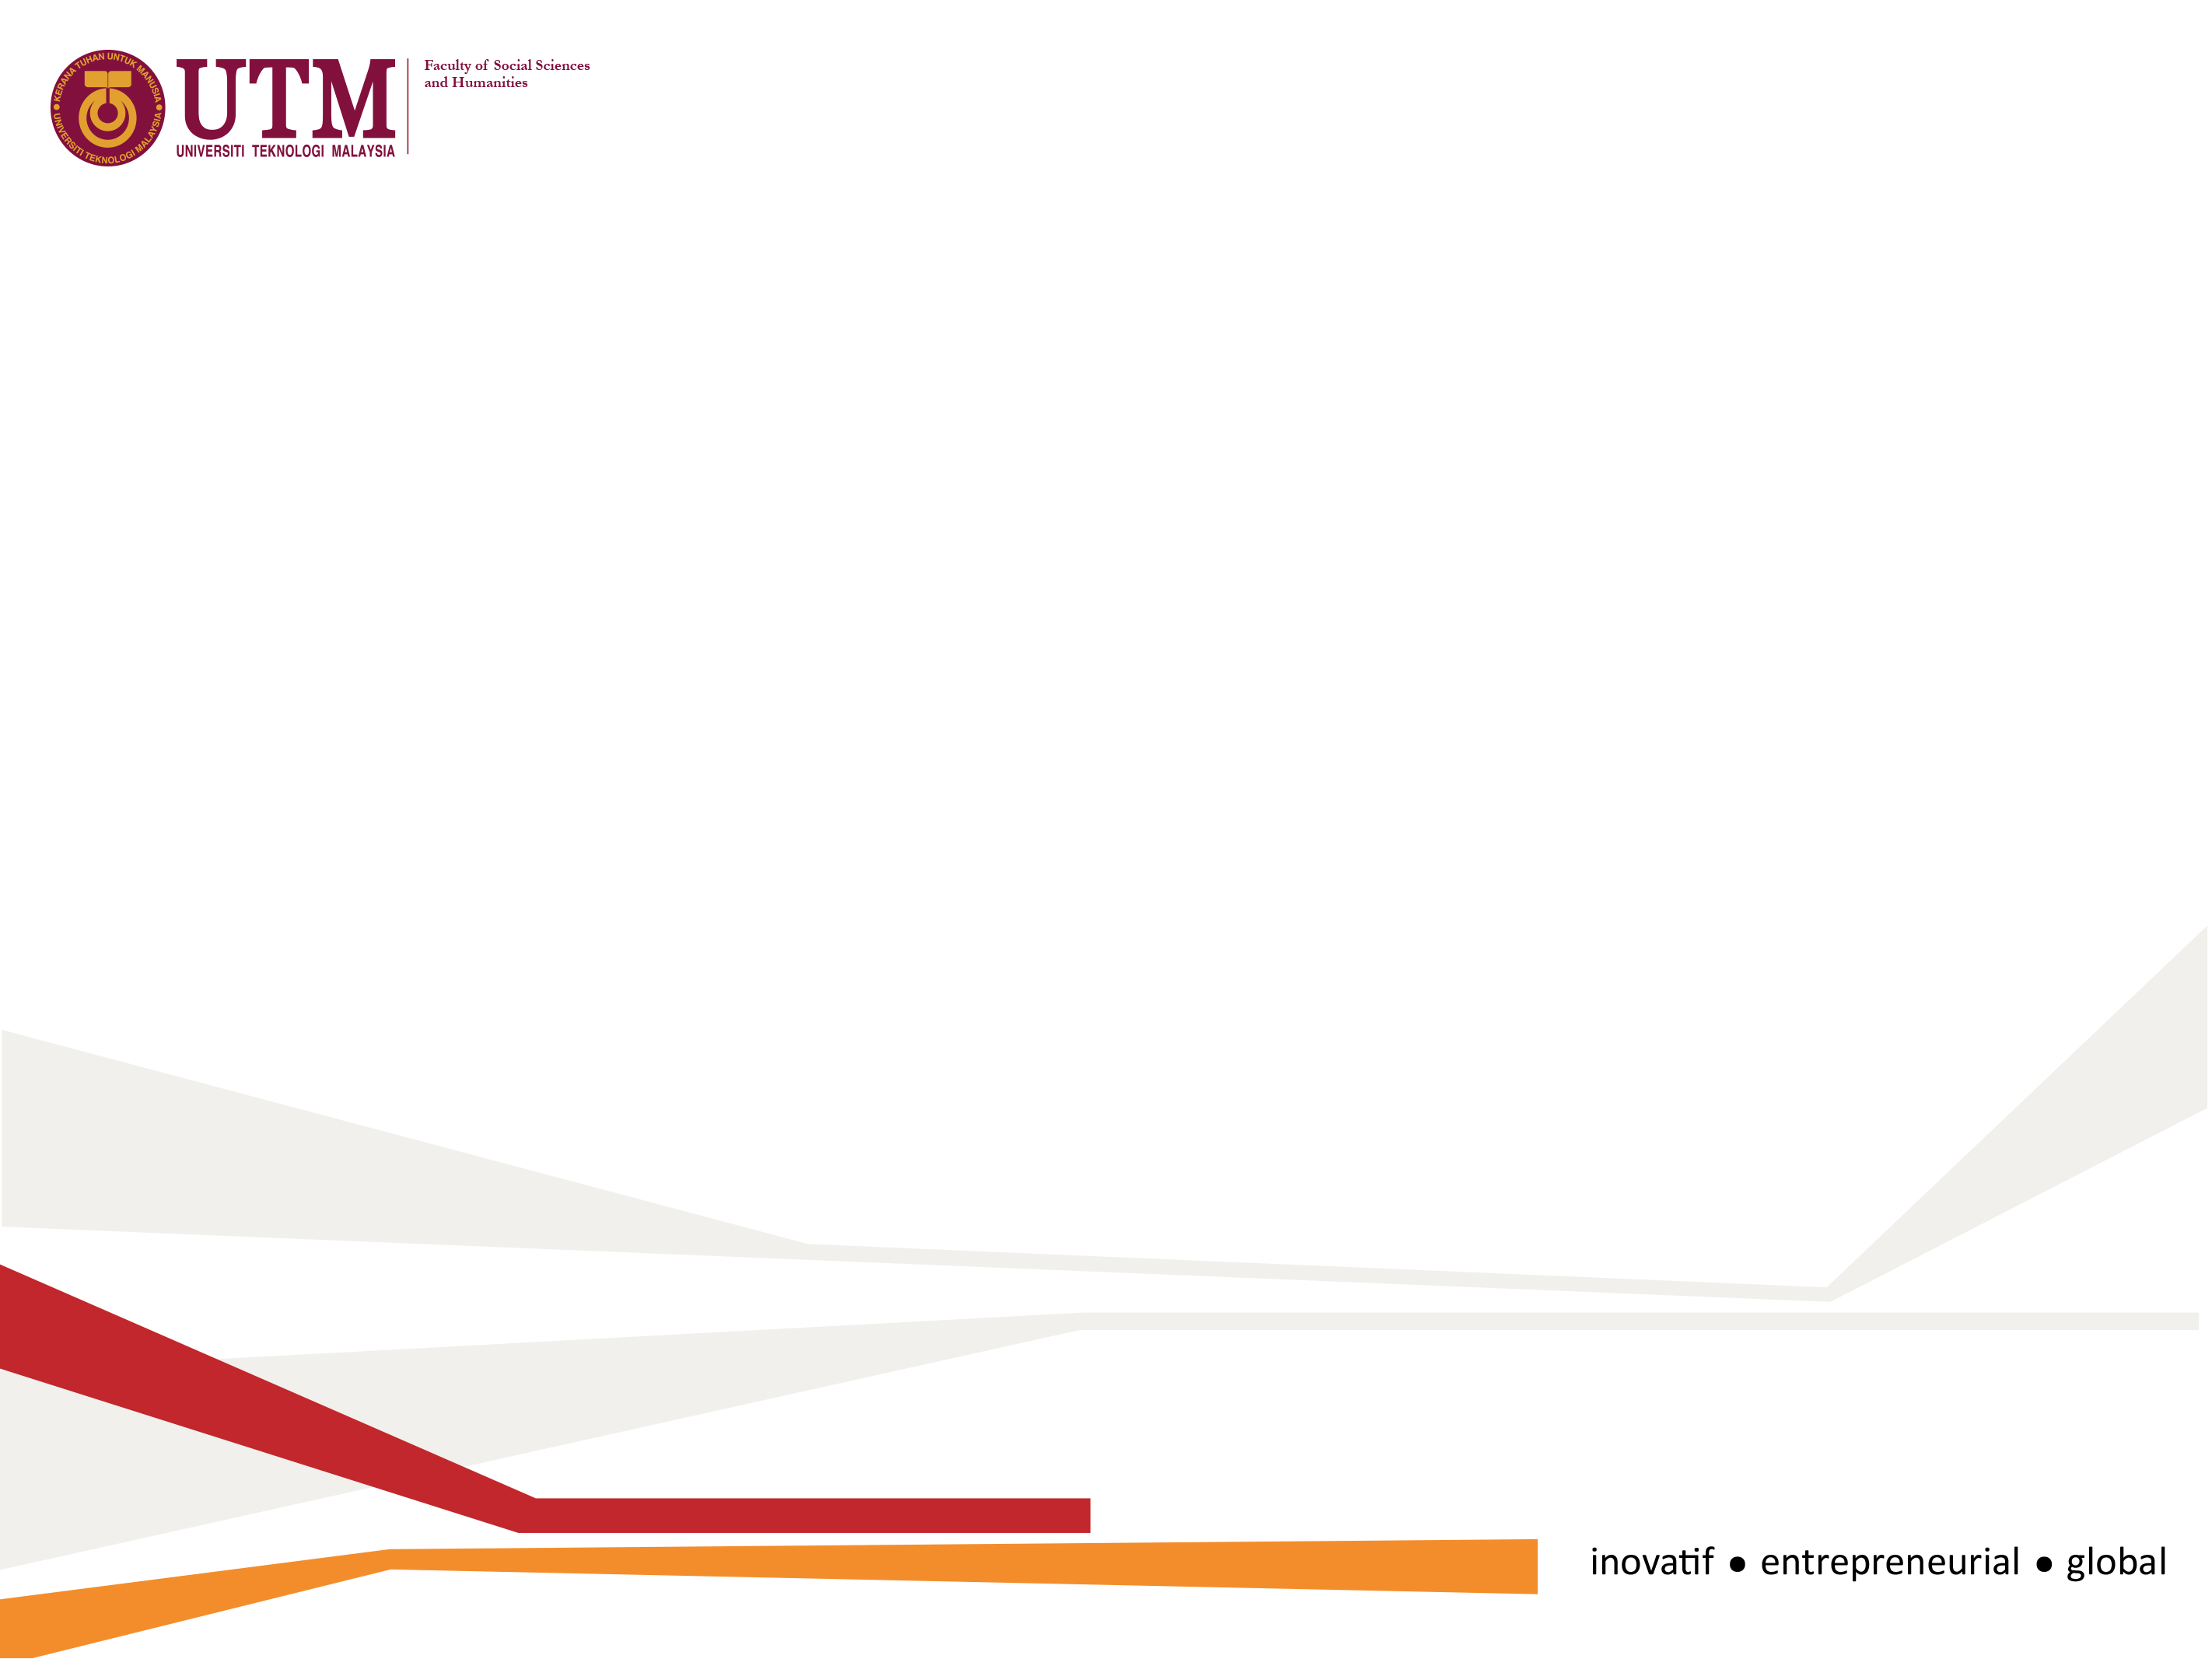 KERANA TUHAN UNTUK MANUSIA
UNIVERSITI TEKNOLOGI MALAYSIA
UTM
UNIVERSITI TEKNOLOGI MALAYSIA
Faculty of Social Sciences
and Humanities
inovatif ● entrepreneurial ● global